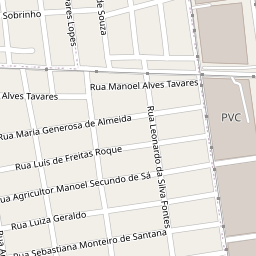 Sobrinho
vares Lopes
de Souza
Rua Manoel Alves Tavares
Alves Tavares
PVC
Rua Maria Generosa de Almeida
Rua Leonardo da Silva Fontes
Rua Luis de Freitas Roque
Rua Agricultor Manoel Secundo de Sá
Rua Luiza Geraldo
Rua Sebastiana Monteiro de Santana